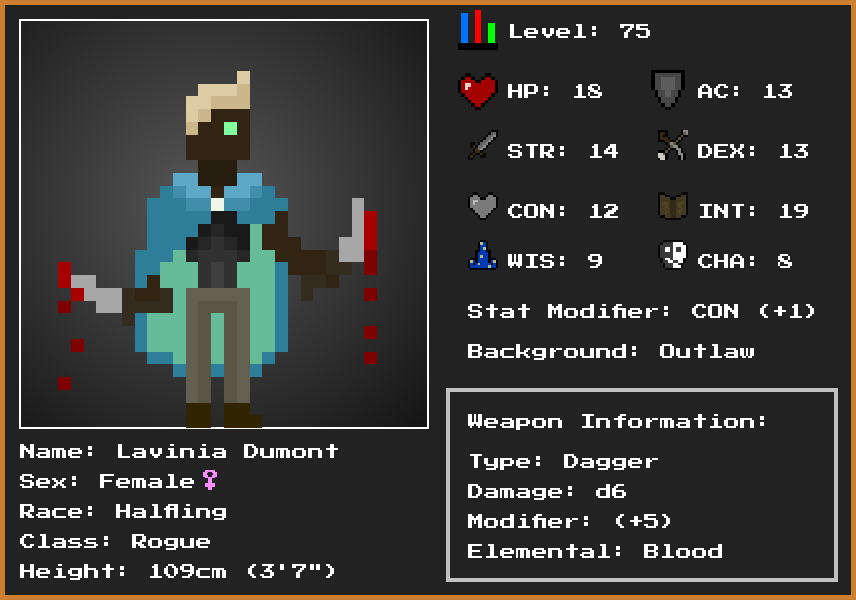 Level: 75
HP: 18
AC: 13
STR: 14
DEX: 13
CON: 12
INT: 19
WIS: 9
CHA: 8
Stat Modifier: CON (+1)
Background: Outlaw
Weapon Information:
Type: Dagger
Damage: d6
Modifier: (+5)
Elemental: Blood
Name: Lavinia Dumont
Sex: Female♀
Race: Halfling
Class: Rogue
Height: 109cm (3'7")